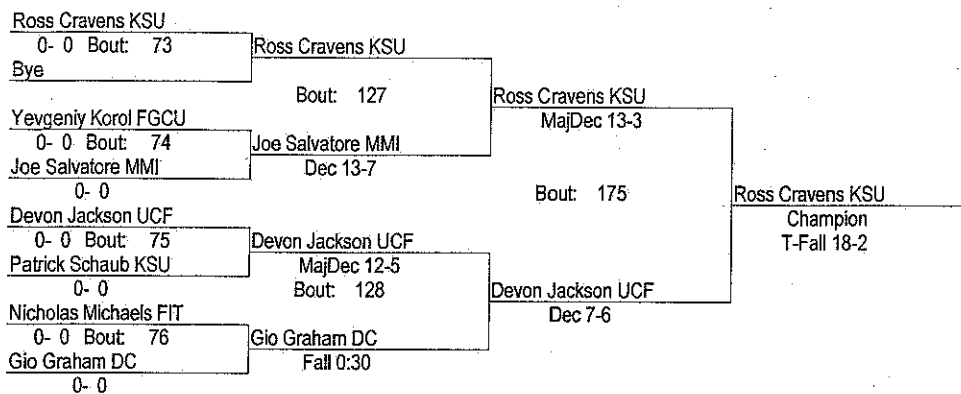 Ross Cravens KSU
0- 0 Bout: 73
Bye
Ross Cravens KSU
Bout: 127
Yevgeniy Korol FGCU
0- 0 Bout: 74
Joe Salvatore MMI
0- 0
Joe Salvatore MMI
Dec 13-7
Ross Cravens KSU
MajDec 13-3
Bout: 175
Devon Jackson UCF
0- 0 Bout: 75
Patrick Schaub KSU
0- 0
Devon Jackson UCF
MajDec 12-5
Bout: 128
Nicholas Michaels FIT
0- 0 Bout: 76
Gio Graham DC
0- 0
Gio Graham DC
Fall 0:30
Devon Jackson UCF
Dec 7-6
Ross Cravens KSU
Champion
T-Fall 18-2